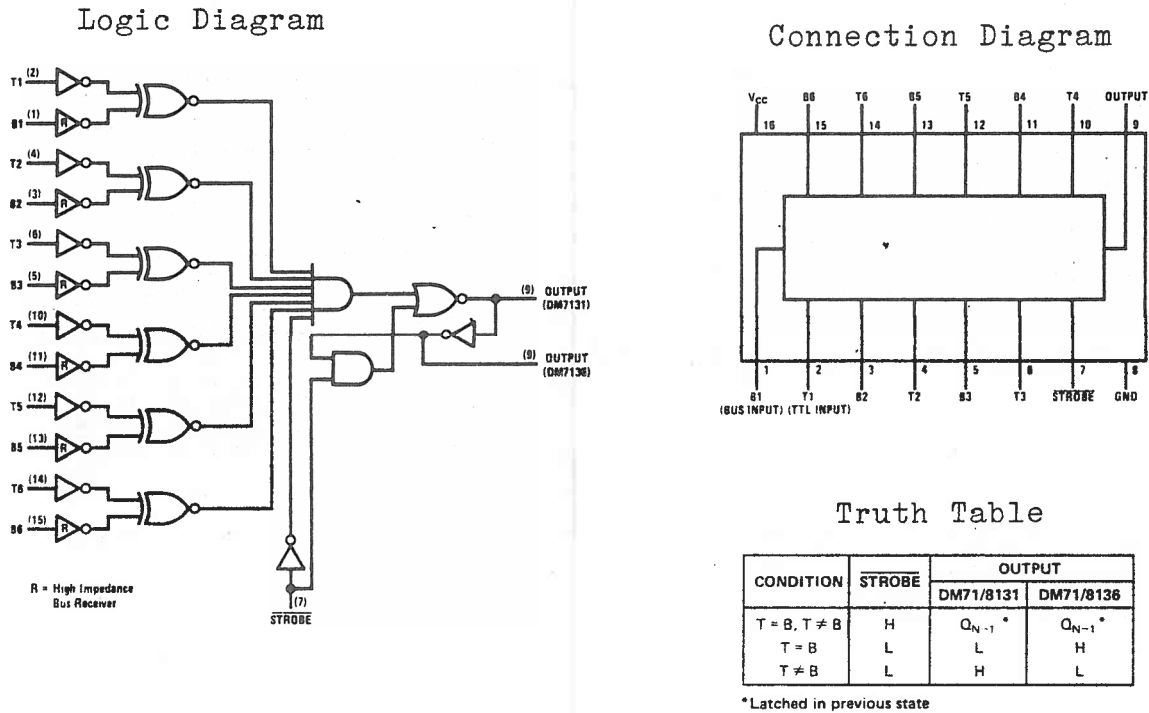 Logic Diagram
T1 (2)
B1 (1)
T2 (4)
B2 (3)
T3 (6)
B3 (5)
T4 (10)
B4 (11)
T5 (12)
B5 (13)
T6 (14)
B6 (15)
R
R
R
R
R
R
(9) OUTPUT
(DM7131)
(9) OUTPUT
(DM7136)
R = High Impedance
Bus Receiver
(7)
STROBE
Connection Diagram
VCC B6 T6 B5 T5 B4 T4 OUTPUT
16 15 14 13 12 11 10 9
1 2 3 4 5 6 7 8
B1 T1 B2 T2 B3 T3 STROBE GND
(BUS INPUT) (TTL INPUT)
Truth Table
CONDITION STROBE OUTPUT
DM71/8131 DM71/8136
T = B, T ≠ B H QN-1* QN-1*
T = B L L H
T ≠ B L H L
*Latched in previous state